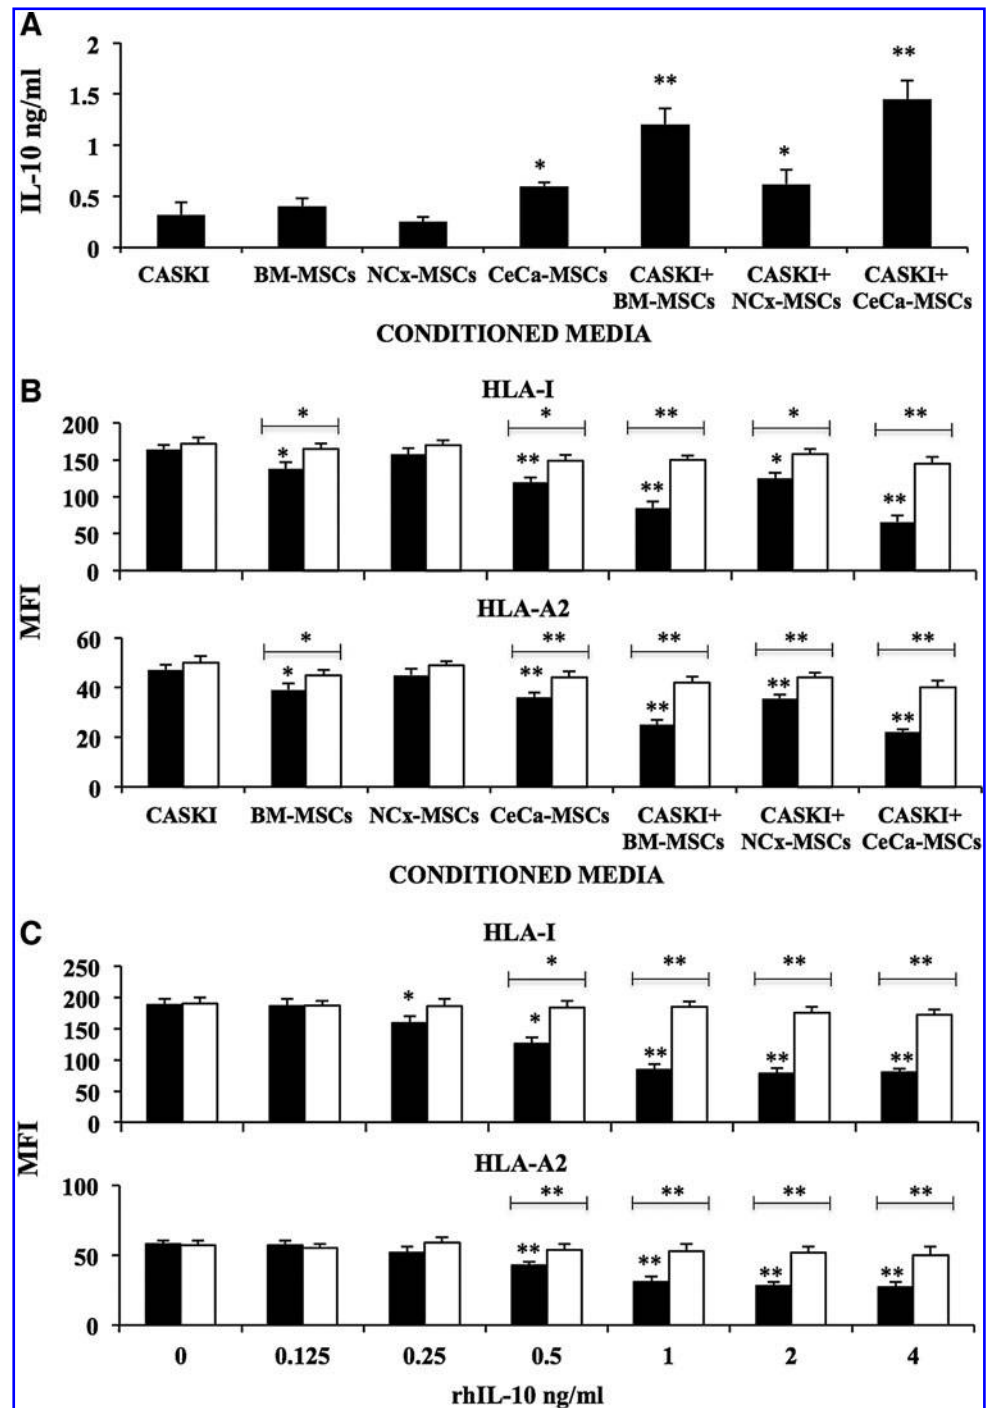 A
IL-10 ng/ml
2
1.5
1
0.5
0
* ** * **
CASKI BM-MSCs NCx-MSCs CeCa-MSCs CASKI+ CASKI+ CASKI+
BM-MSCs NCx-MSCs CeCa-MSCs
CONDITIONED MEDIA
B
HLA-I
MFI
200
150
100
50
0
* * ** * **
* ** ** * **
HLA-A2
60
40
20
0
* ** ** ** **
* ** ** ** **
CASKI BM-MSCs NCx-MSCs CeCa-MSCs CASKI+ CASKI+ CASKI+
BM-MSCs NCx-MSCs CeCa-MSCs
CONDITIONED MEDIA
C
HLA-I
MFI
250
200
150
100
50
0
* ** ** **
* * ** ** **
HLA-A2
100
50
0
** ** ** **
** ** ** **
0 0.125 0.25 0.5 1 2 4
rhIL-10 ng/ml